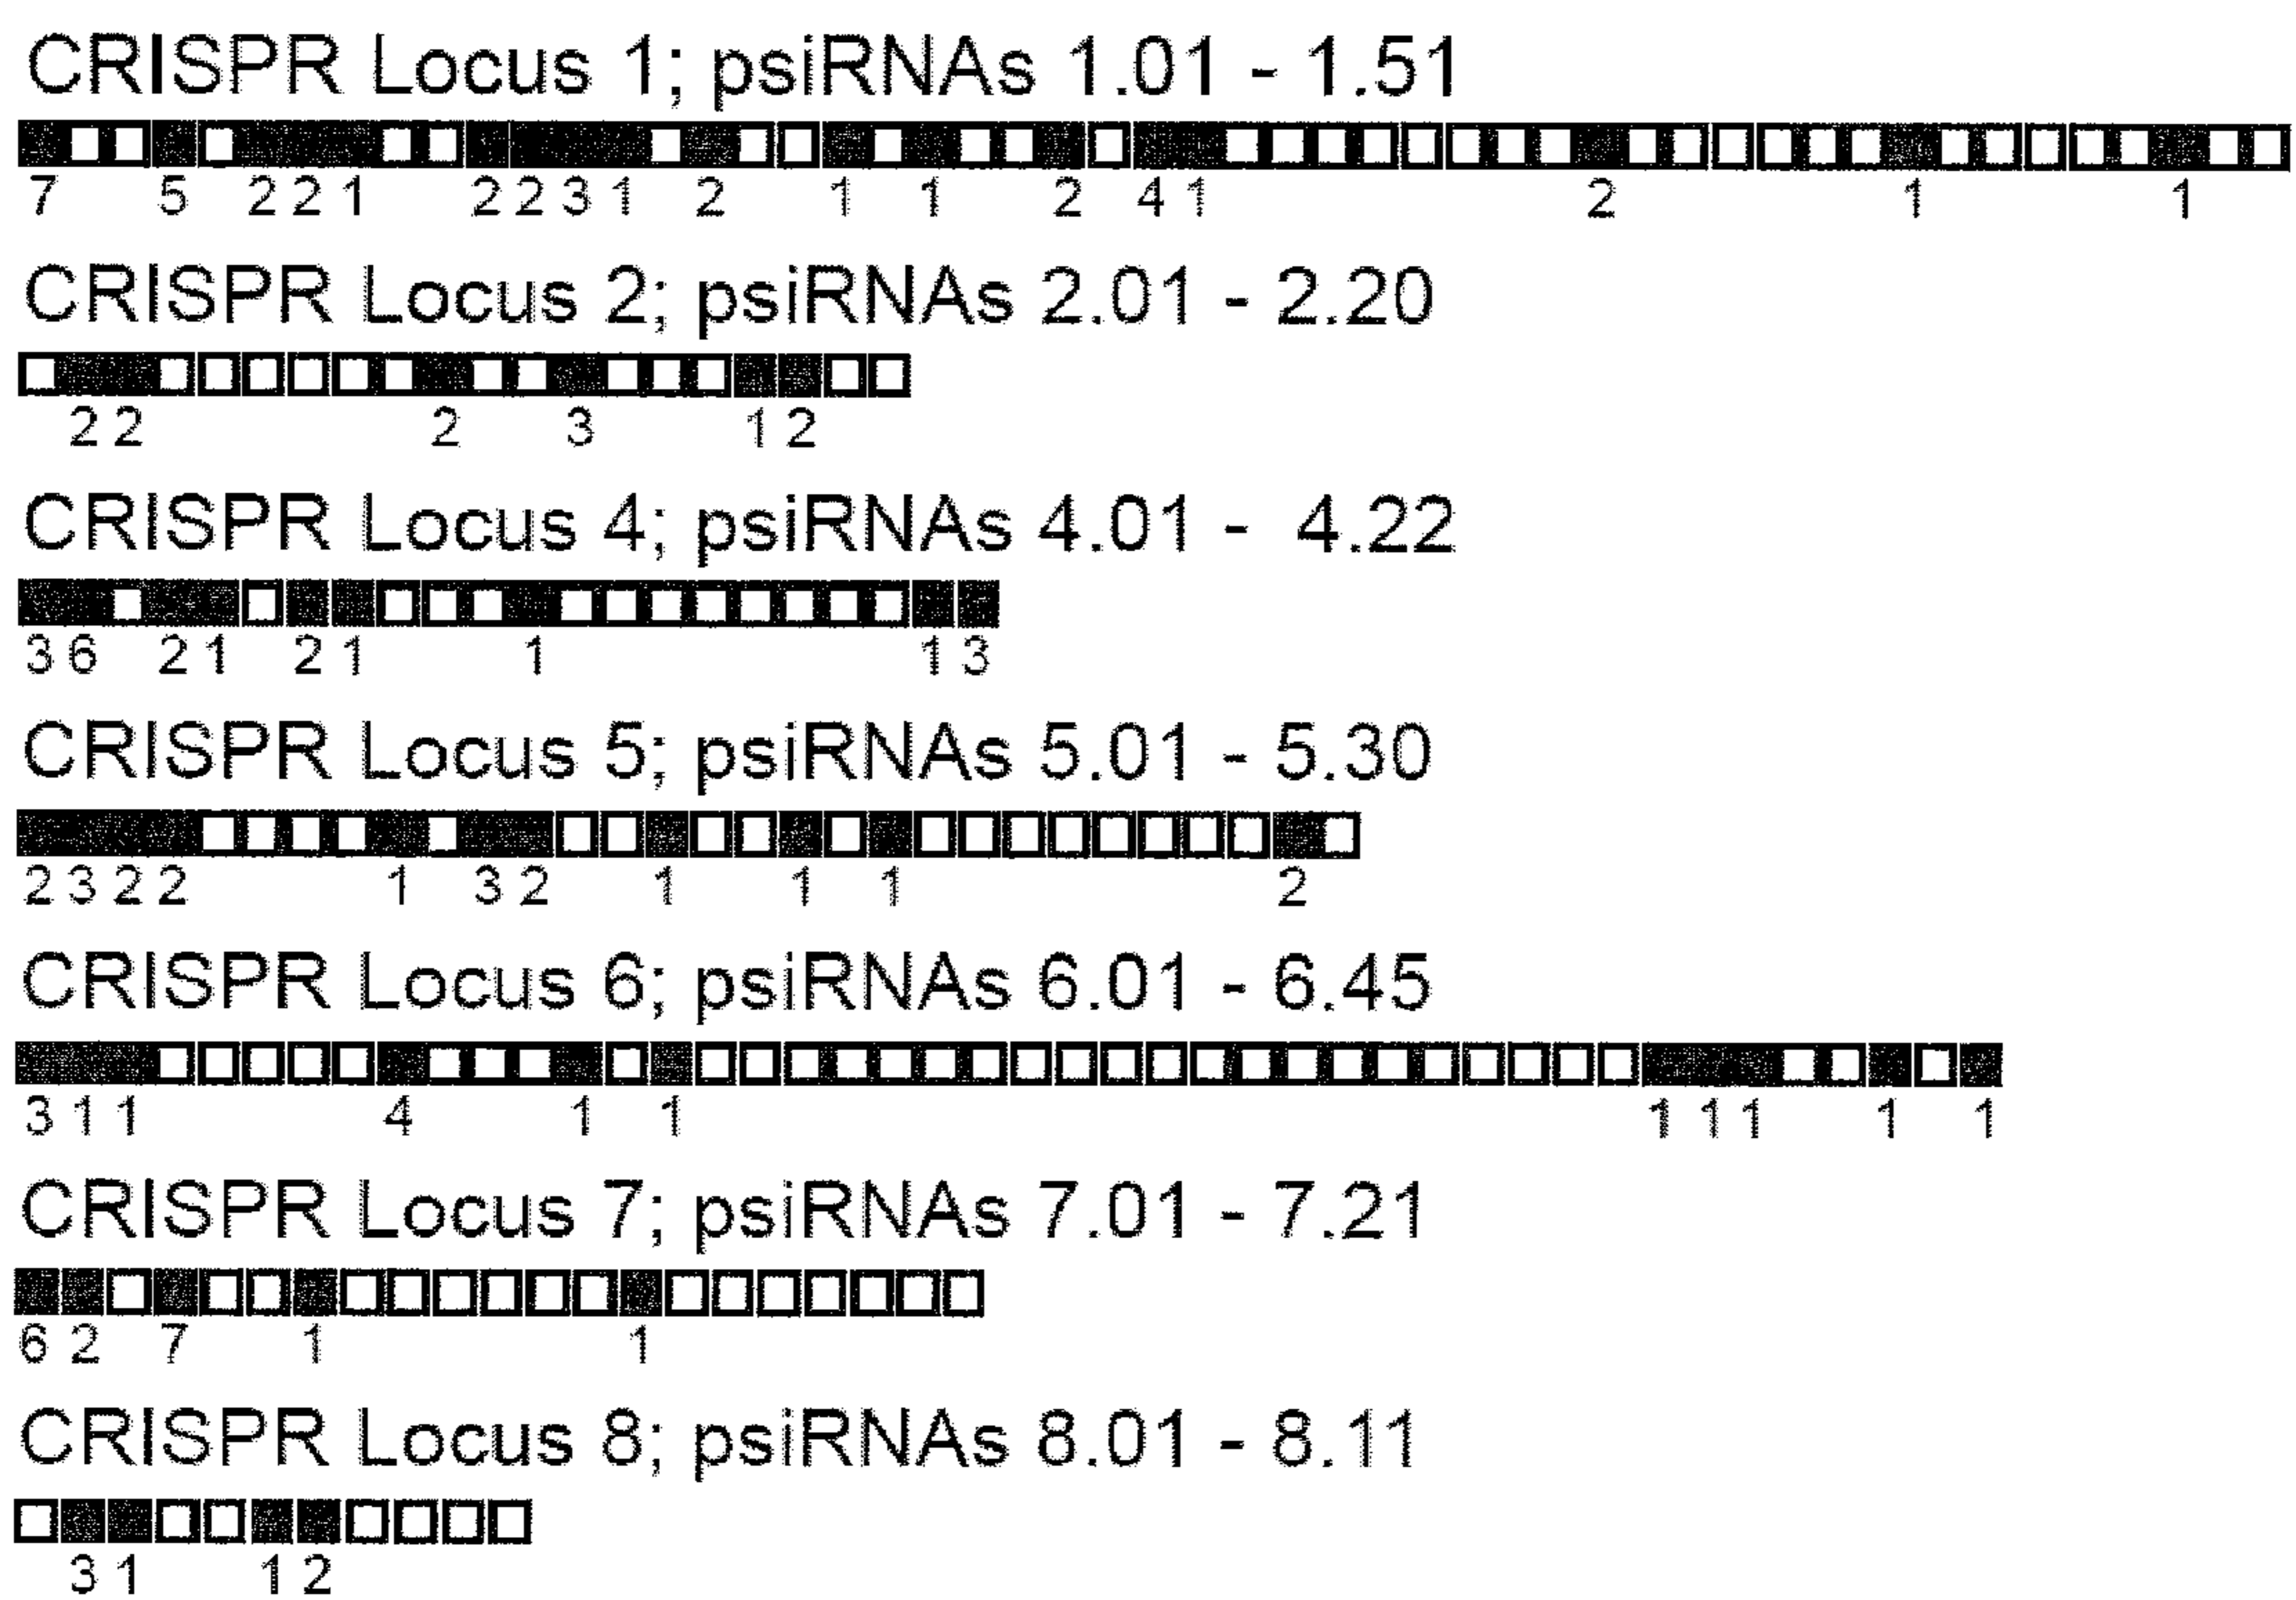 CRISPR Locus 1; psiRNAs 1.01 - 1.51
7 5 2 2 1 2 2 3 1 2 1 1 2 4 1 2 1 1
CRISPR Locus 2; psiRNAs 2.01 - 2.20
2 2 2 3 1 2
CRISPR Locus 4; psiRNAs 4.01 - 4.22
3 6 2 1 2 1 1 1 3
CRISPR Locus 5; psiRNAs 5.01 - 5.30
2 3 2 2 1 3 2 1 1 1 2
CRISPR Locus 6; psiRNAs 6.01 - 6.45
3 1 1 4 1 1 1 1 1 1 1
CRISPR Locus 7; psiRNAs 7.01 - 7.21
6 2 7 1 1
CRISPR Locus 8; psiRNAs 8.01 - 8.11
3 1 1 2